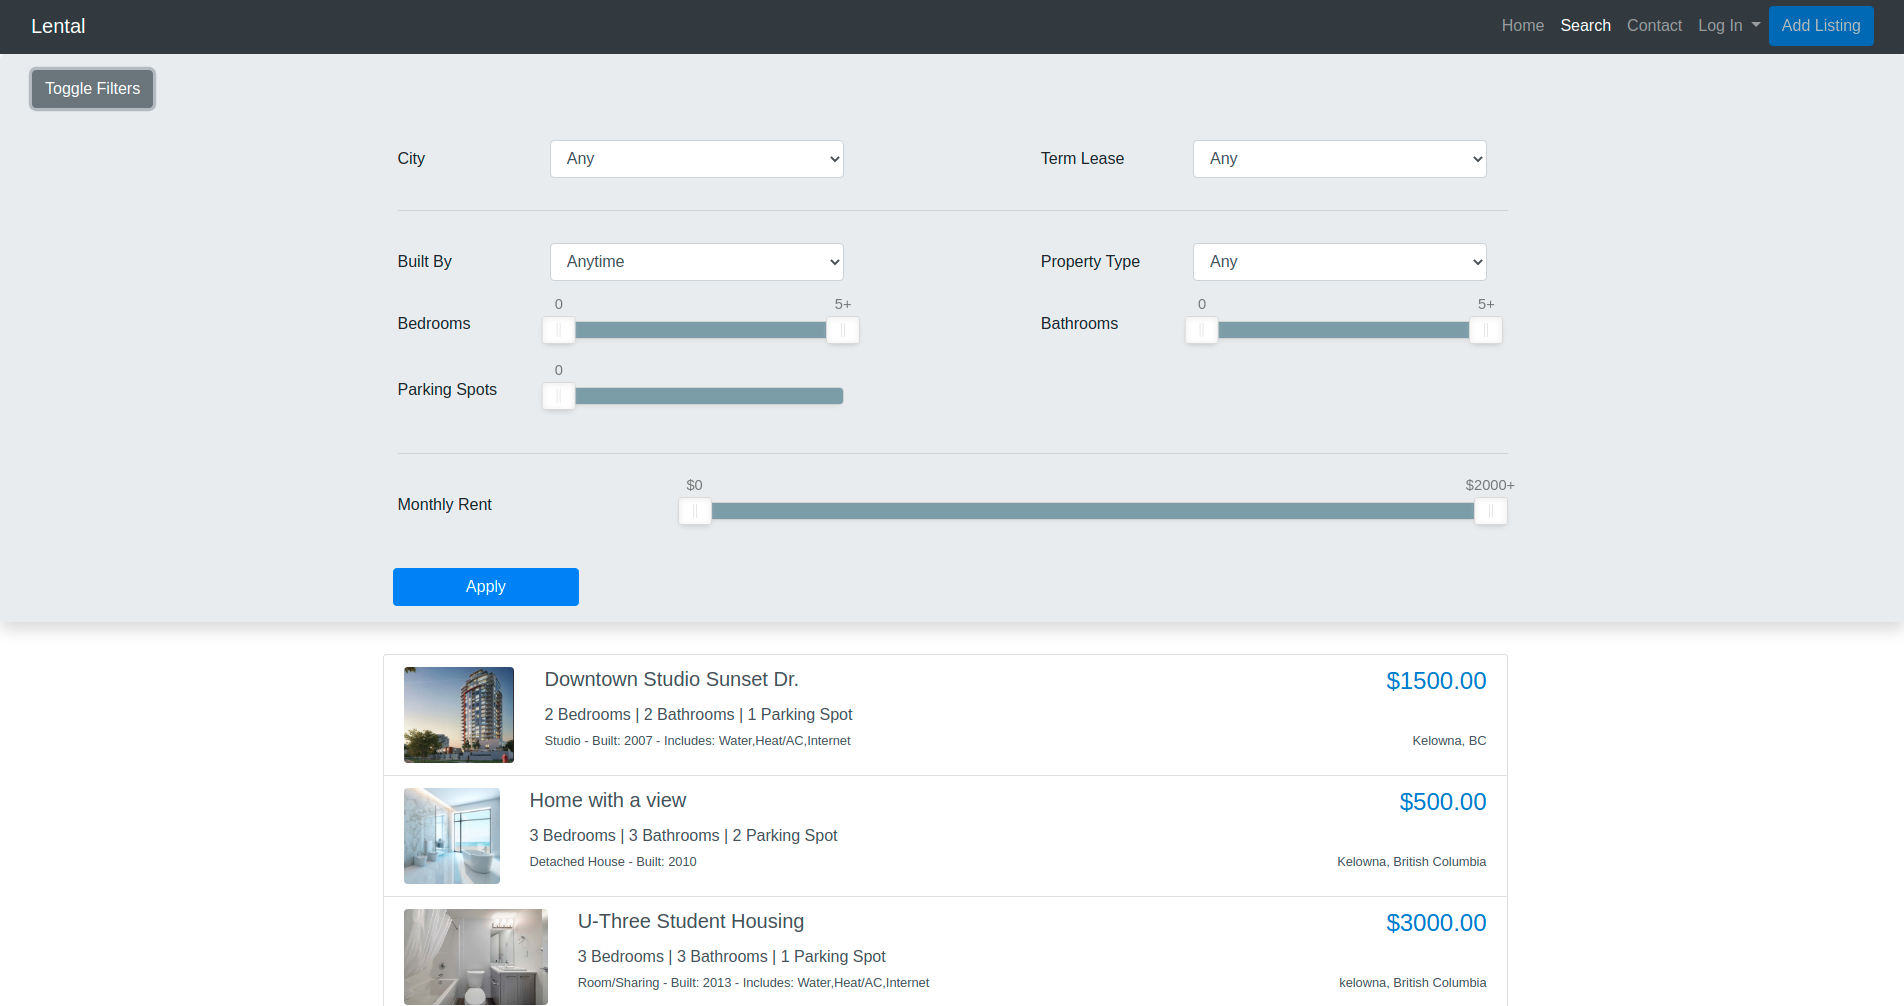 Lental
Home Search Contact Log In Add Listing
Toggle Filters
City Any Term Lease Any
Built By Anytime Property Type Any
0 5+ 0 5+
Bedrooms Bathrooms
0
Parking Spots
$0 $2000+
Monthly Rent
Apply
Downtown Studio Sunset Dr. $1500.00
2 Bedrooms | 2 Bathrooms | 1 Parking Spot
Studio - Built: 2007 - Includes: Water,Heat/AC,Internet Kelowna, BC
Home with a view $500.00
3 Bedrooms | 3 Bathrooms | 2 Parking Spot
Detached House - Built: 2010 Kelowna, British Columbia
U-Three Student Housing $3000.00
3 Bedrooms | 3 Bathrooms | 1 Parking Spot
Room/Sharing - Built: 2013 - Includes: Water,Heat/AC,Internet kelowna, British Columbia